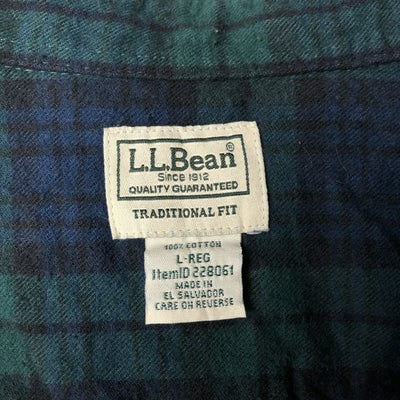 L.L.Bean®
Since 1912
QUALITY GUARANTEED
TRADITIONAL FIT
100% COTTON
L-REG
ItemID 228061
MADE IN
EL SALVADOR
CARE ON REVERSE